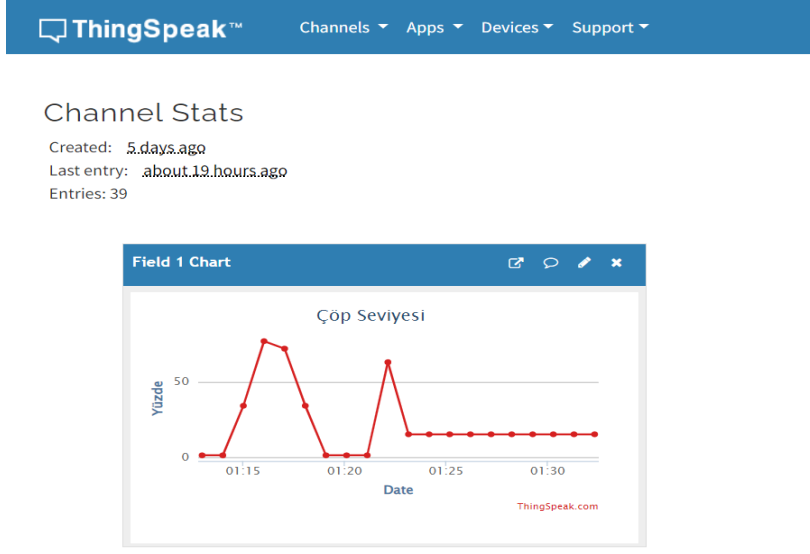 ThingSpeak™ Channels Apps Devices Support
Channel Stats
Created: 5 days ago
Last entry: about 19 hours ago
Entries: 39
Field 1 Chart
Çöp Seviyesi
Yüzde
50
0
01:15 01:20 01:25 01:30
Date
ThingSpeak.com